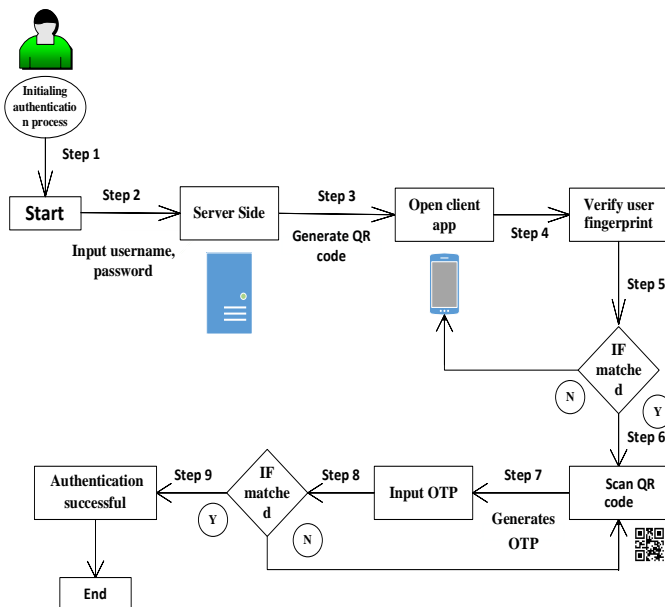 Initialing
authenticatio
n process
Step 1
Start
Step 2
Input username,
password
Server Side
Step 3
Generate QR
code
Open client
app
Step 4
Verify user
fingerprint
Step 5
IF
matche
d
N
Y
Step 6
Scan QR
code
Step 7
Generates
OTP
Input OTP
Step 8
IF
matche
d
N
Y
Step 9
Authentication
successful
End